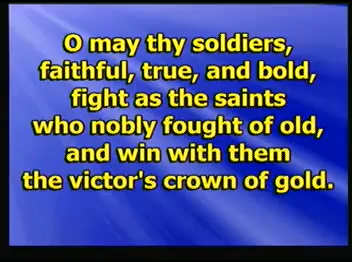 O may thy soldiers,
faithful, true, and bold,
fight as the saints
who nobly fought of old,
and win with them
the victor's crown of gold.